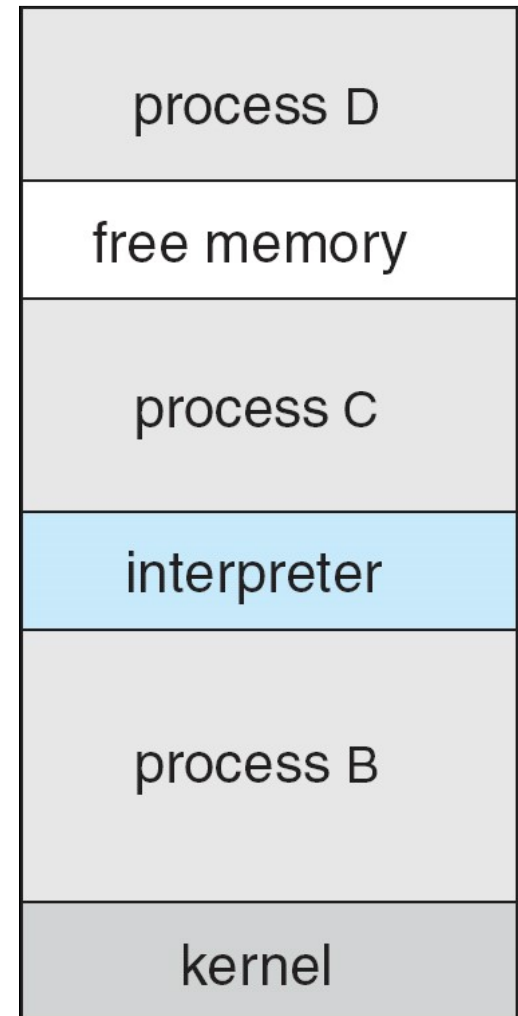 process D
free memory
process C
interpreter
process B
kernel